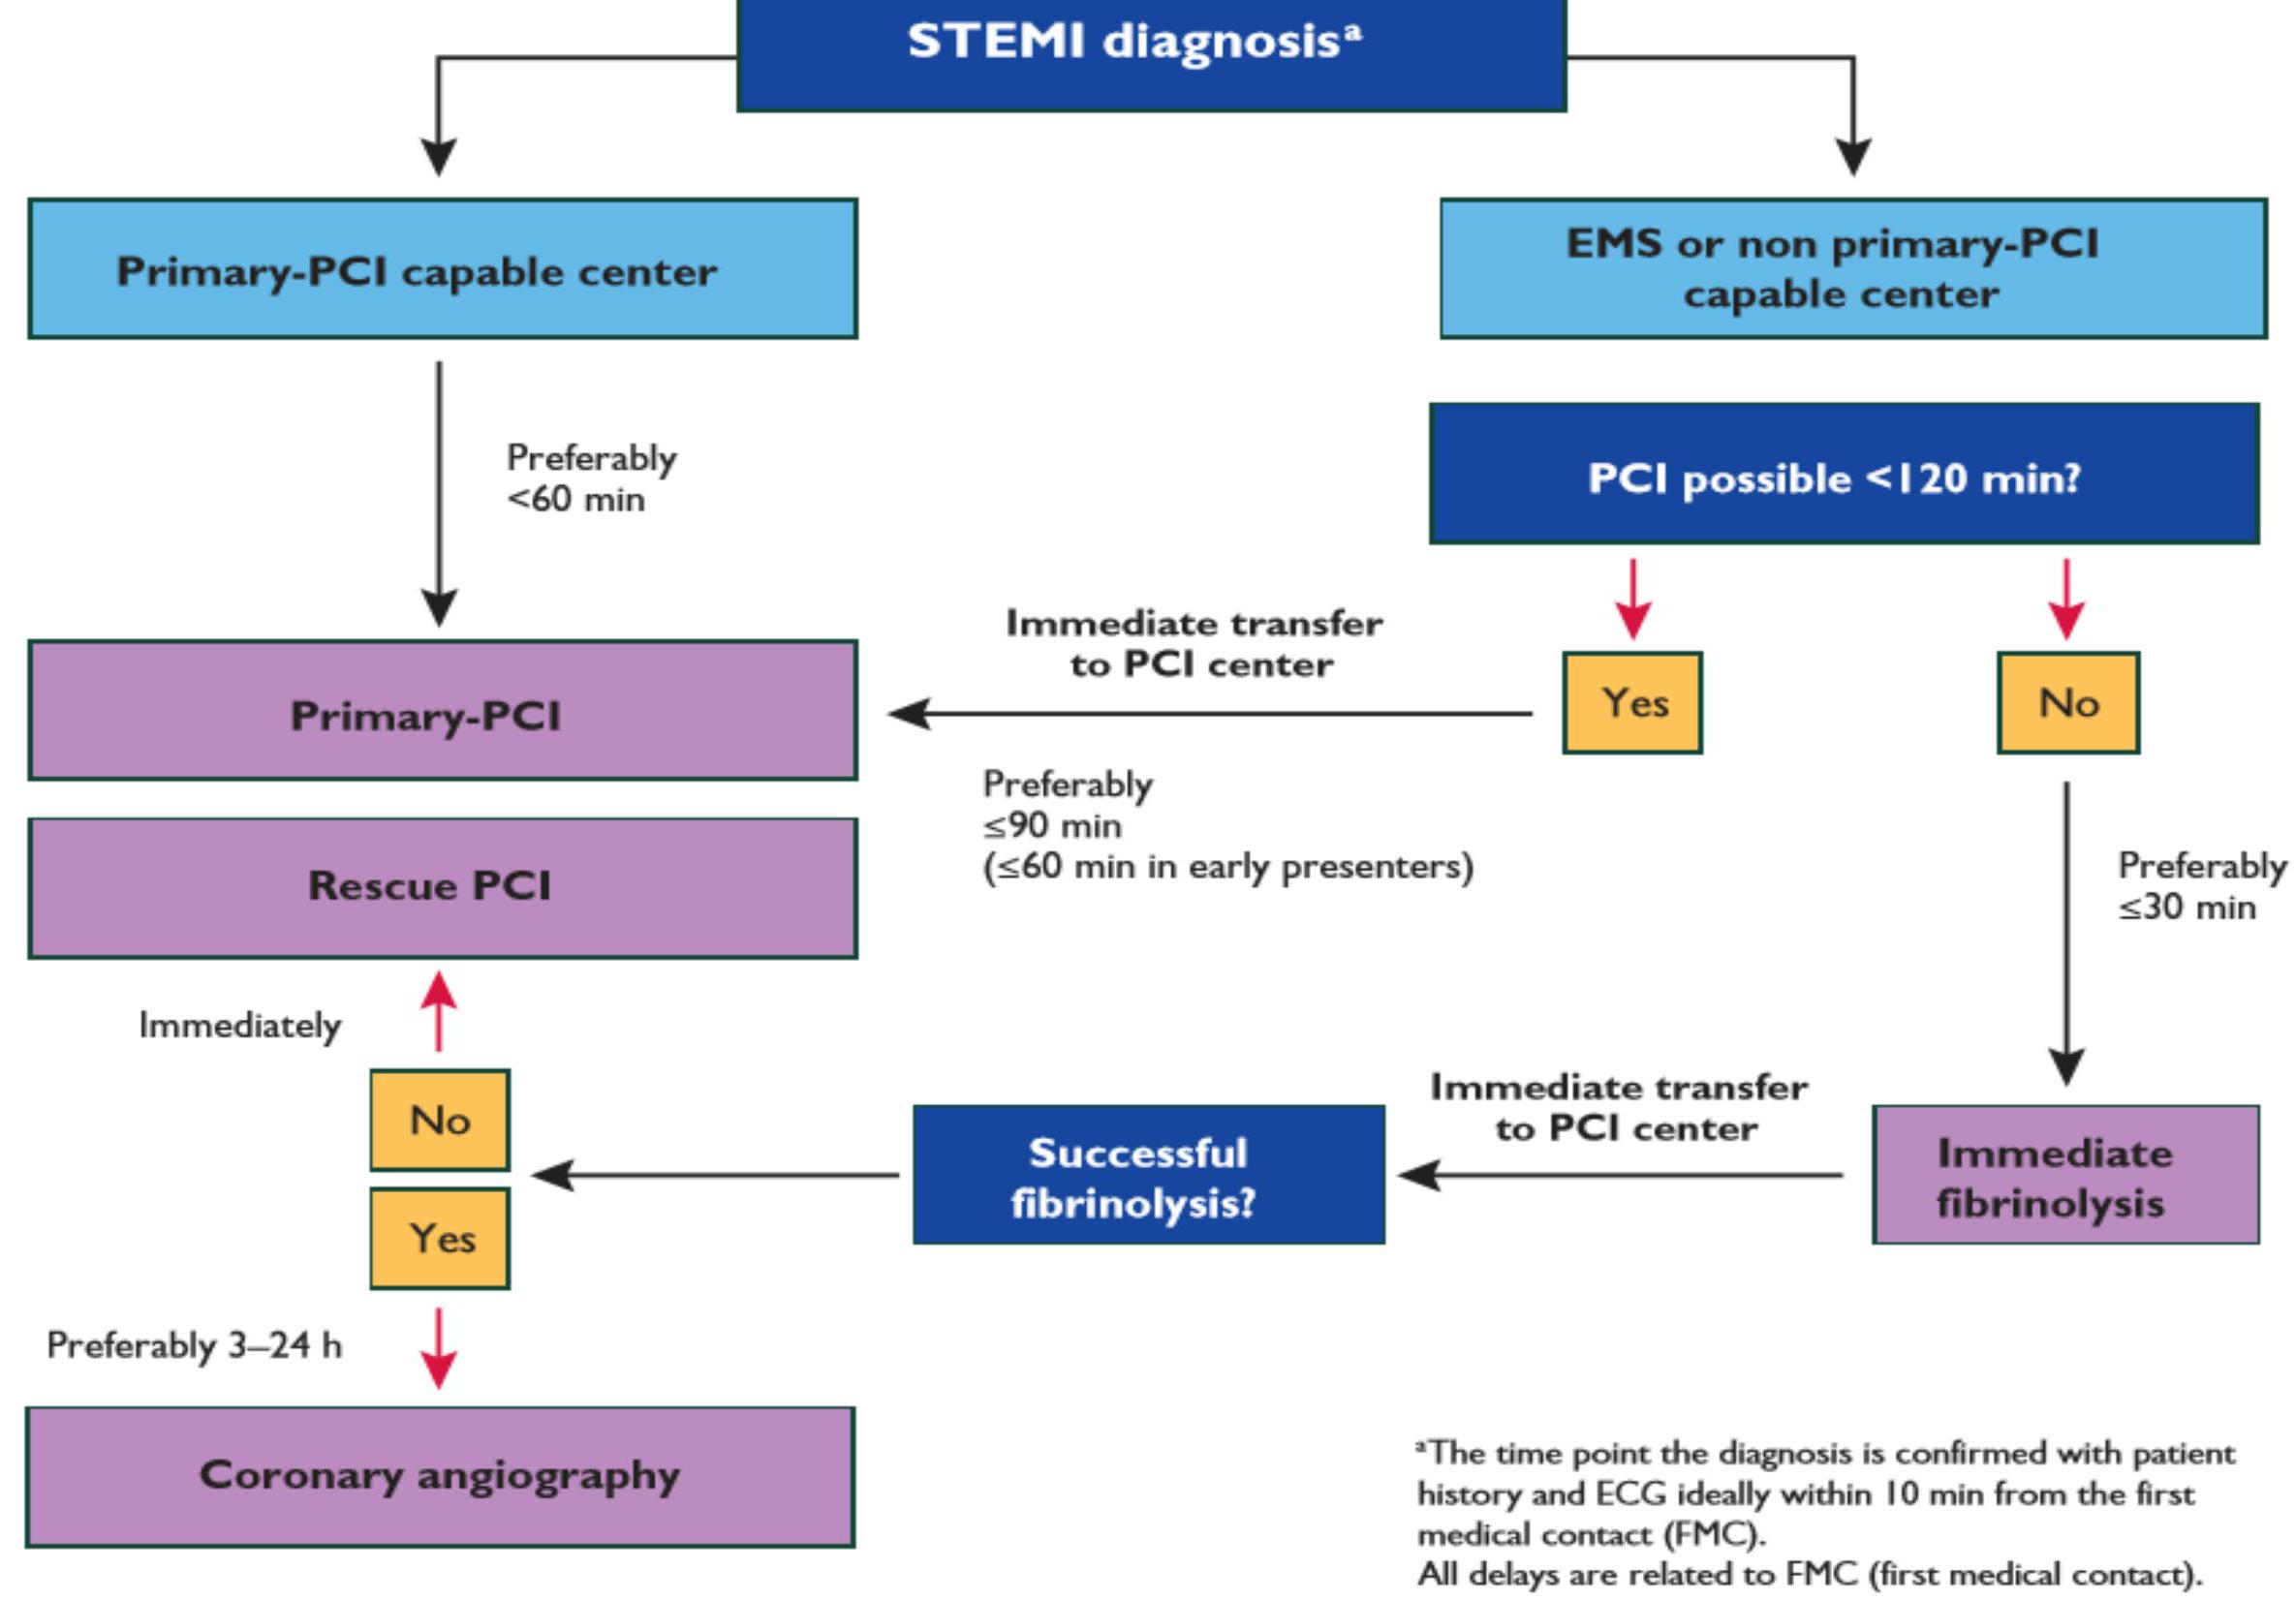 STEMI diagnosisᵃ
Primary-PCI capable center
EMS or non primary-PCI
capable center
Preferably
<60 min
PCI possible <120 min?
Immediate transfer
to PCI center
Yes
No
Primary-PCI
Preferably
≤90 min
(≤60 min in early presenters)
Rescue PCI
Preferably
≤30 min
Immediately
No
Yes
Successful
fibrinolysis?
Immediate transfer
to PCI center
Immediate
fibrinolysis
Preferably 3–24 h
Coronary angiography
ᵃThe time point the diagnosis is confirmed with patient
history and ECG ideally within 10 min from the first
medical contact (FMC).
All delays are related to FMC (first medical contact).